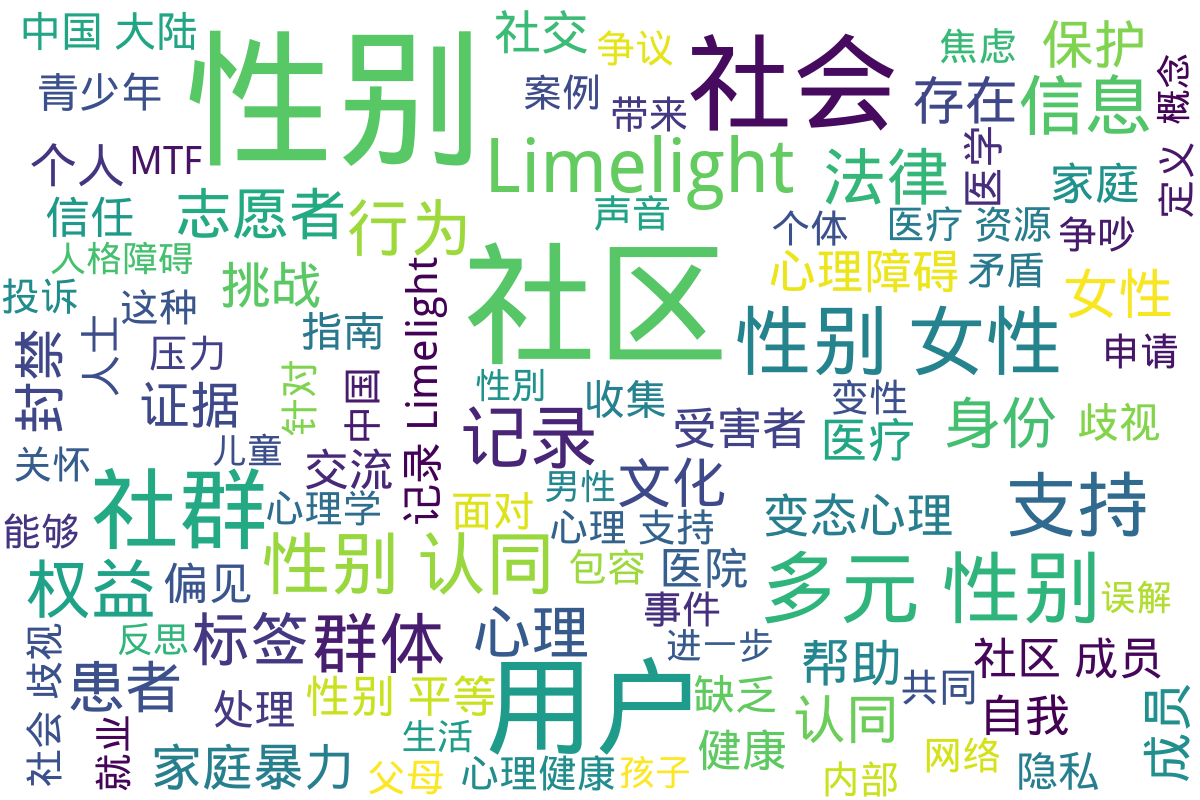 中国 大陆
性别
社交
争议
社会
焦虑
保护
概念
青少年
案例
带来
存在
信息
个人
MTF
Limelight
法律
医学
家庭
定义
信任
志愿者
行为
声音
个体
医疗 资源
争吵
人格障碍
挑战
社区
心理障碍
矛盾
女性
投诉
这种
记录 Limelight
封禁
人士
压力
指南
性别 女性
申请
针对
中国
性別
收集
变性
证据
记录
受害者
医疗
身份
歧视
关怀
儿童
交流
社群
心理学
面对
男性
文化
变态心理
支持
能够
心理 支持
性别 认同
包容
医院
多元 性别
权益
偏见
误解
社会 歧视
反思
标签
群体
心理
事件
进一步
患者
用户
帮助
社区 成员
处理
性别 平等
缺乏
共同
自我
成员
就业
家庭暴力
生活
父母
心理健康
孩子
健康
认同
内部
网络
隐私